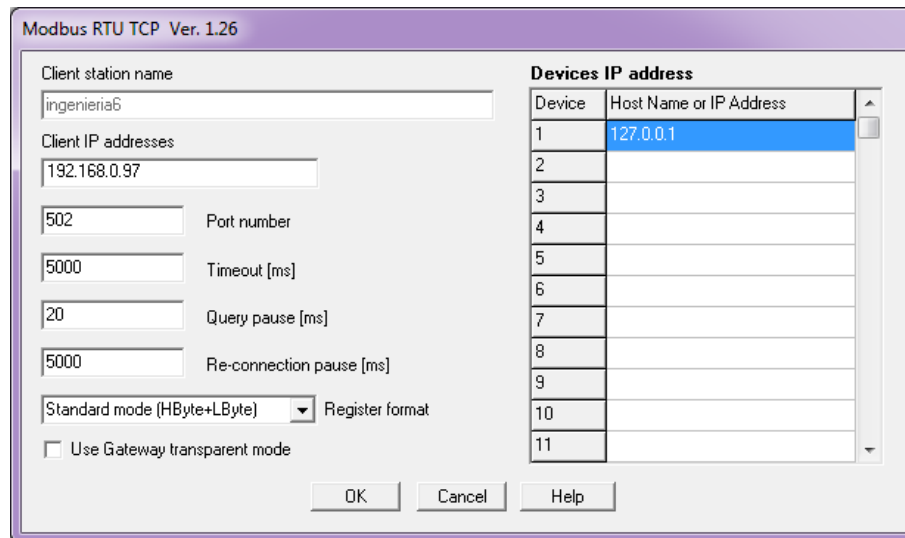 Modbus RTU TCP Ver. 1.26
Client station name
ingenieria6
Client IP addresses
192.168.0.97
502 Port number
5000 Timeout [ms]
20 Query pause [ms]
5000 Re-connection pause [ms]
Standard mode (HByte+LByte) Register format
Use Gateway transparent mode
Devices IP address
Device Host Name or IP Address
1 127.0.0.1
2
3
4
5
6
7
8
9
10
11
OK Cancel Help